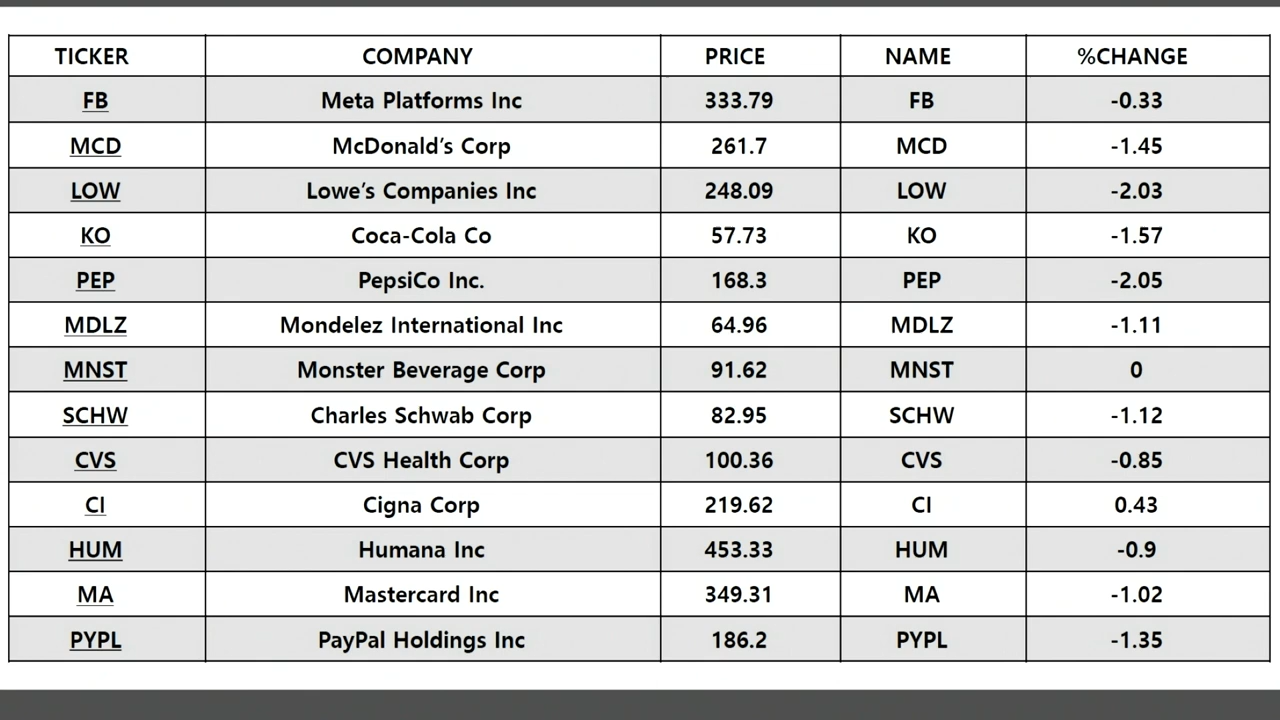 TICKER COMPANY PRICE NAME %CHANGE
FB Meta Platforms Inc 333.79 FB -0.33
MCD McDonald’s Corp 261.7 MCD -1.45
LOW Lowe’s Companies Inc 248.09 LOW -2.03
KO Coca-Cola Co 57.73 KO -1.57
PEP PepsiCo Inc. 168.3 PEP -2.05
MDLZ Mondelez International Inc 64.96 MDLZ -1.11
MNST Monster Beverage Corp 91.62 MNST 0
SCHW Charles Schwab Corp 82.95 SCHW -1.12
CVS CVS Health Corp 100.36 CVS -0.85
CI Cigna Corp 219.62 CI 0.43
HUM Humana Inc 453.33 HUM -0.9
MA Mastercard Inc 349.31 MA -1.02
PYPL PayPal Holdings Inc 186.2 PYPL -1.35